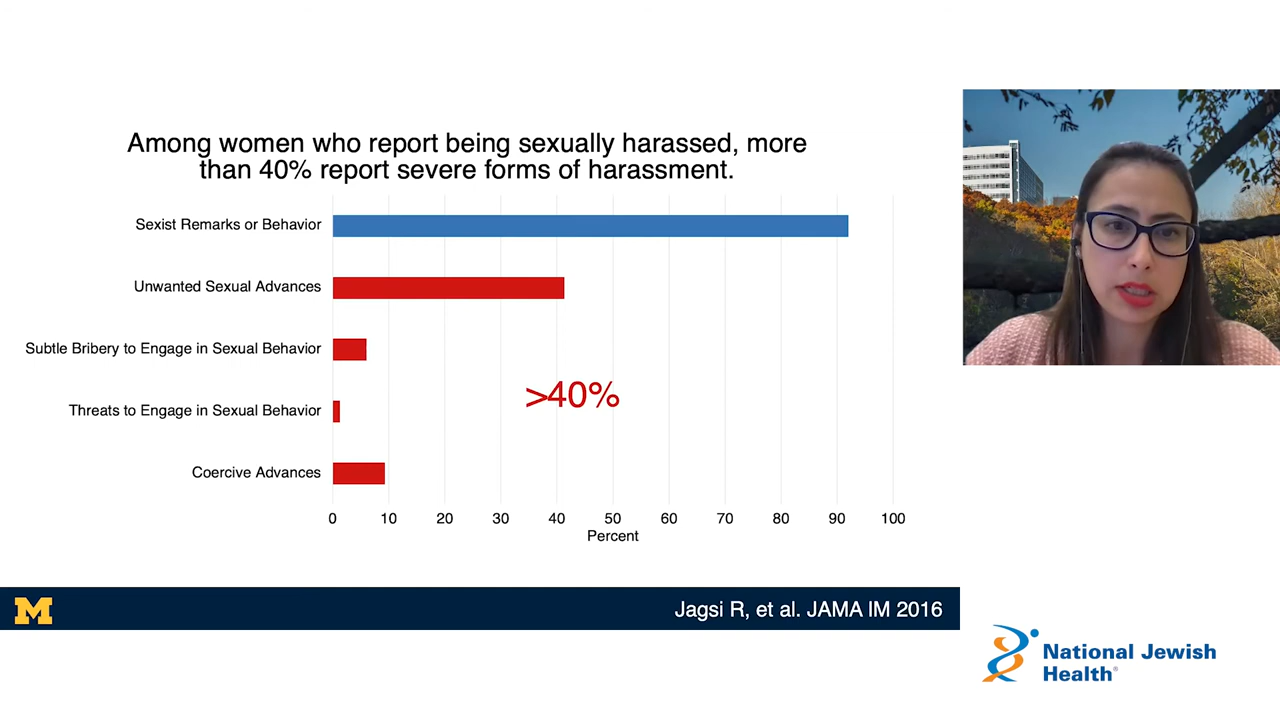 Among women who report being sexually harassed, more
than 40% report severe forms of harassment.
Sexist Remarks or Behavior
Unwanted Sexual Advances
Subtle Bribery to Engage in Sexual Behavior
Threats to Engage in Sexual Behavior
Coercive Advances
>40%
0 10 20 30 40 50 60 70 80 90 100
Percent
M
Jagsi R, et al. JAMA IM 2016
National Jewish
Health®